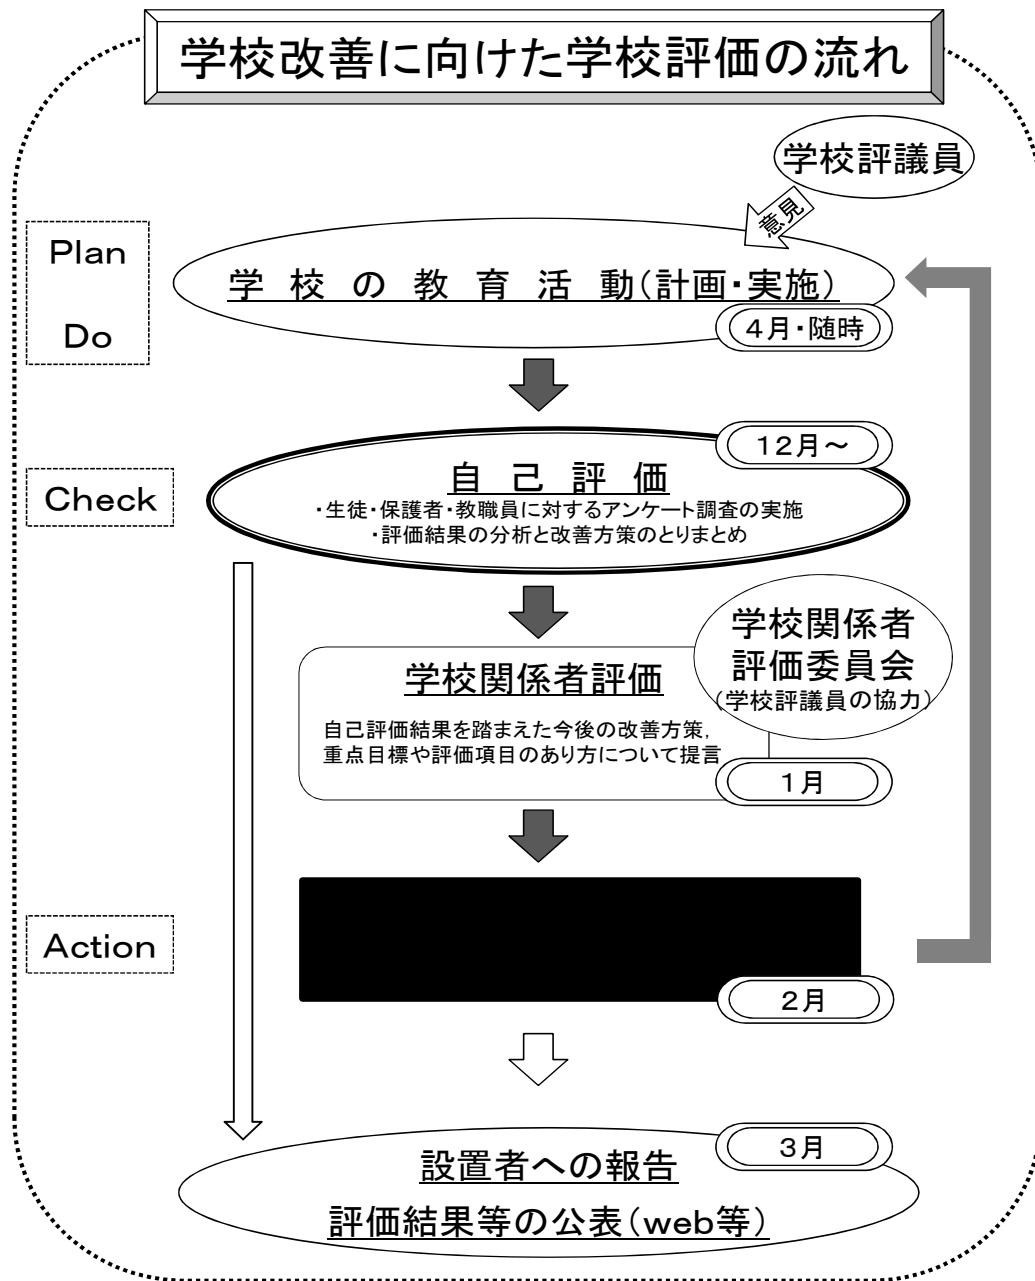 学校改善に向けた学校評価の流れ
学校評議員
意見
Plan
Do
学校の教育活動(計画・実施)
4月・随時
12月～
Check
自己評価
・生徒・保護者・教職員に対するアンケート調査の実施
・評価結果の分析と改善方策のとりまとめ
学校関係者
評価委員会
(学校評議員の協力)
学校関係者評価
自己評価結果を踏まえた今後の改善方策,
重点目標や評価項目のあり方について提言
1月
Action
2月
3月
設置者への報告
評価結果等の公表(web等)